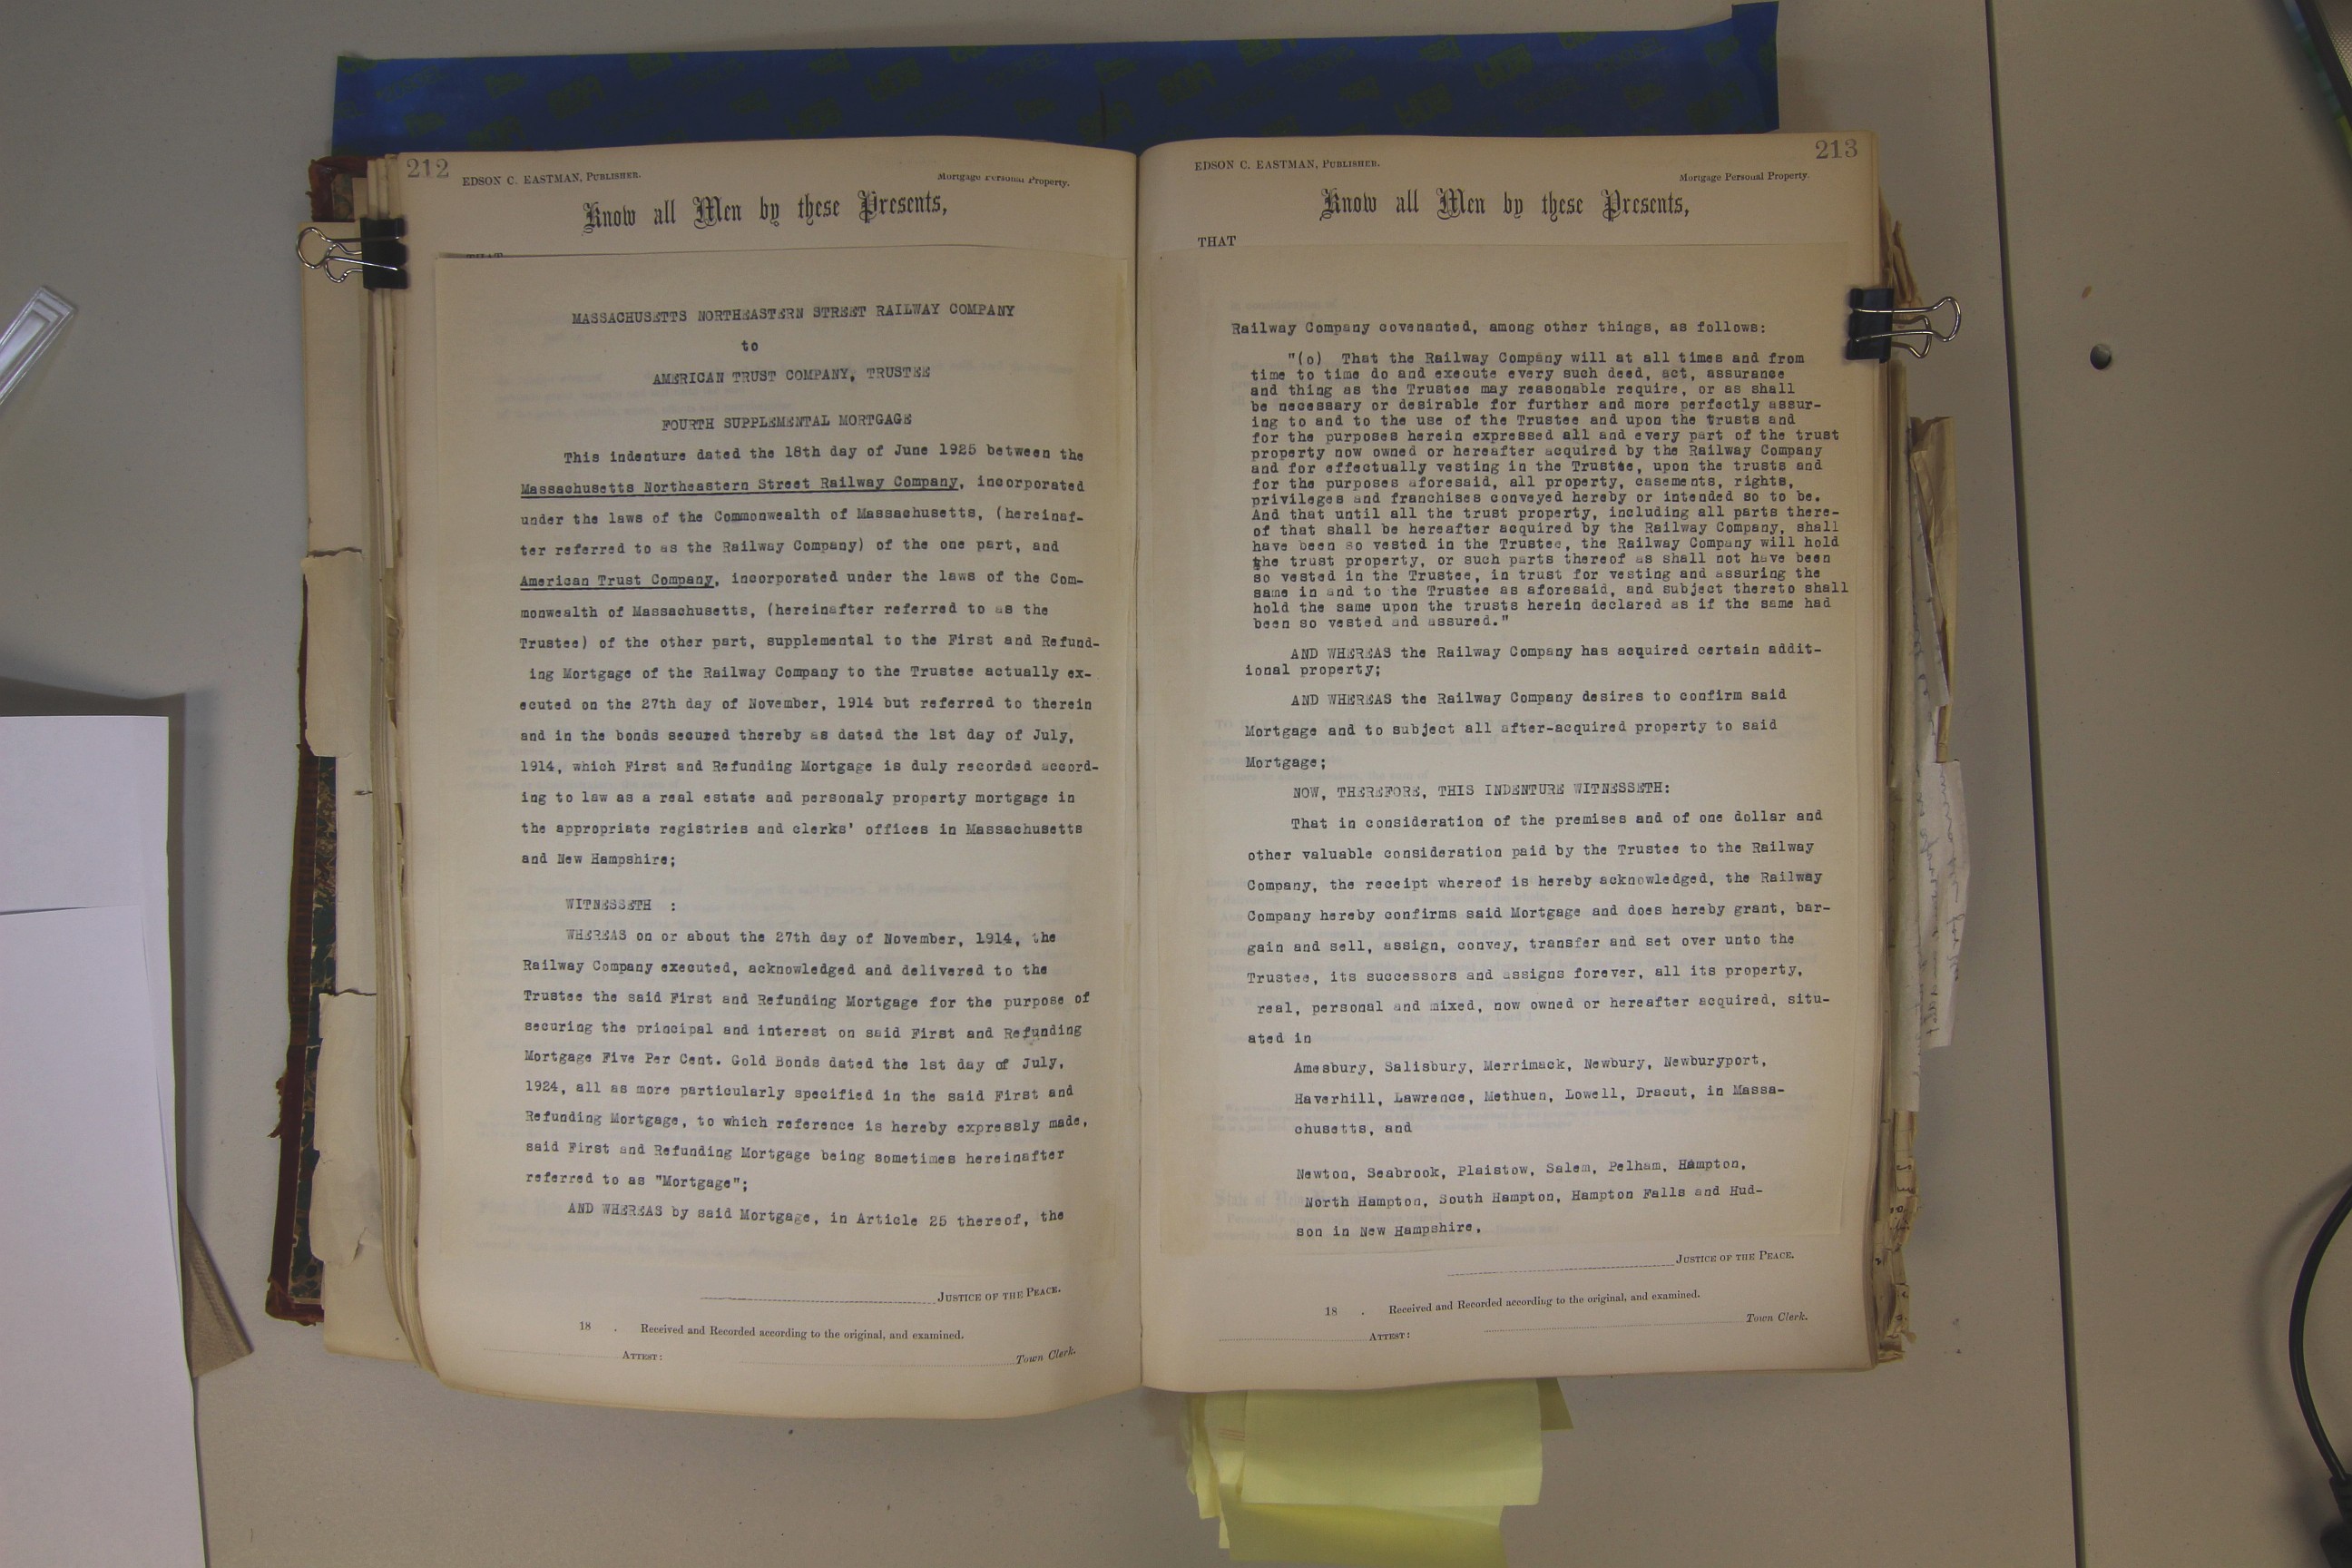 212
EDSON C. EASTMAN, PUBLISHER.
Mortgage Personal Property.
Know all Men by these Presents,
THAT
MASSACHUSETTS NORTHEASTERN STREET RAILWAY COMPANY
to
AMERICAN TRUST COMPANY, TRUSTEE
FOURTH SUPPLEMENTAL MORTGAGE
This indenture dated the 18th day of June 1925 between the
Massachusetts Northeastern Street Railway Company, incorporated
under the laws of the Commonwealth of Massachusetts, (hereinaf-
ter referred to as the Railway Company) of the one part, and
American Trust Company, incorporated under the laws of the Com-
monwealth of Massachusetts, (hereinafter referred to as the
Trustee) of the other part, supplemental to the First and Refund-
ing Mortgage of the Railway Company to the Trustee actually ex-
ecuted on the 27th day of November, 1914 but referred to therein
and in the bonds secured thereby as dated the 1st day of July,
1914, which First and Refunding Mortgage is duly recorded accord-
ing to law as a real estate and personaly property mortgage in
the appropriate registries and clerks' offices in Massachusetts
and New Hampshire;
WITNESSETH :
WHEREAS on or about the 27th day of November, 1914, the
Railway Company executed, acknowledged and delivered to the
Trustee the said First and Refunding Mortgage for the purpose of
securing the principal and interest on said First and Refunding
Mortgage Five Per Cent. Gold Bonds dated the 1st day of July,
1924, all as more particularly specified in the said First and
Refunding Mortgage, to which reference is hereby expressly made,
said First and Refunding Mortgage being sometimes hereinafter
referred to as "Mortgage";
AND WHEREAS by said Mortgage, in Article 25 thereof, the
JUSTICE OF THE PEACE.
18 . Received and Recorded according to the original, and examined.
ATTEST: Town Clerk.
213
EDSON C. EASTMAN, PUBLISHER.
Mortgage Personal Property.
Know all Men by these Presents,
THAT
Railway Company covenanted, among other things, as follows:
"(o) That the Railway Company will at all times and from
time to time do and execute every such deed, act, assurance
and thing as the Trustee may reasonable require, or as shall
be necessary or desirable for further and more perfectly assur-
ing to and to the use of the Trustee and upon the trusts and
for the purposes herein expressed all and every part of the trust
property now owned or hereafter acquired by the Railway Company
and for effectually vesting in the Trustee, upon the trusts and
for the purposes aforesaid, all property, easements, rights,
privileges and franchises conveyed hereby or intended so to be.
And that until all the trust property, including all parts there-
of that shall be hereafter acquired by the Railway Company, shall
have been so vested in the Trustee, the Railway Company will hold
the trust property, or such parts thereof as shall not have been
so vested in the Trustee, in trust for vesting and assuring the
same in and to the Trustee as aforesaid, and subject thereto shall
hold the same upon the trusts herein declared as if the same had
been so vested and assured."
AND WHEREAS the Railway Company has acquired certain addit-
ional property;
AND WHEREAS the Railway Company desires to confirm said
Mortgage and to subject all after-acquired property to said
Mortgage;
NOW, THEREFORE, THIS INDENTURE WITNESSETH:
That in consideration of the premises and of one dollar and
other valuable consideration paid by the Trustee to the Railway
Company, the receipt whereof is hereby acknowledged, the Railway
Company hereby confirms said Mortgage and does hereby grant, bar-
gain and sell, assign, convey, transfer and set over unto the
Trustee, its successors and assigns forever, all its property,
real, personal and mixed, now owned or hereafter acquired, situ-
ated in
Amesbury, Salisbury, Merrimack, Newbury, Newburyport,
Haverhill, Lawrence, Methuen, Lowell, Dracut, in Massa-
chusetts, and
Newton, Seabrook, Plaistow, Salem, Pelham, Hampton,
North Hampton, South Hampton, Hampton Falls and Hud-
son in New Hampshire.
JUSTICE OF THE PEACE.
18 . Received and Recorded according to the original, and examined.
ATTEST: Town Clerk.